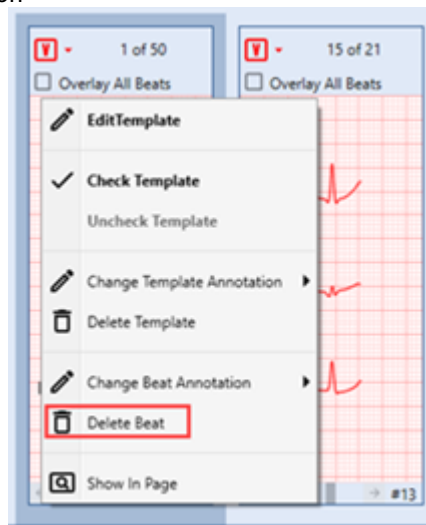 V 1 of 50
Overlay All Beats
V 15 of 21
Overlay All Beats
EditTemplate
Check Template
Uncheck Template
Change Template Annotation
Delete Template
Change Beat Annotation
Delete Beat
Show In Page
#13